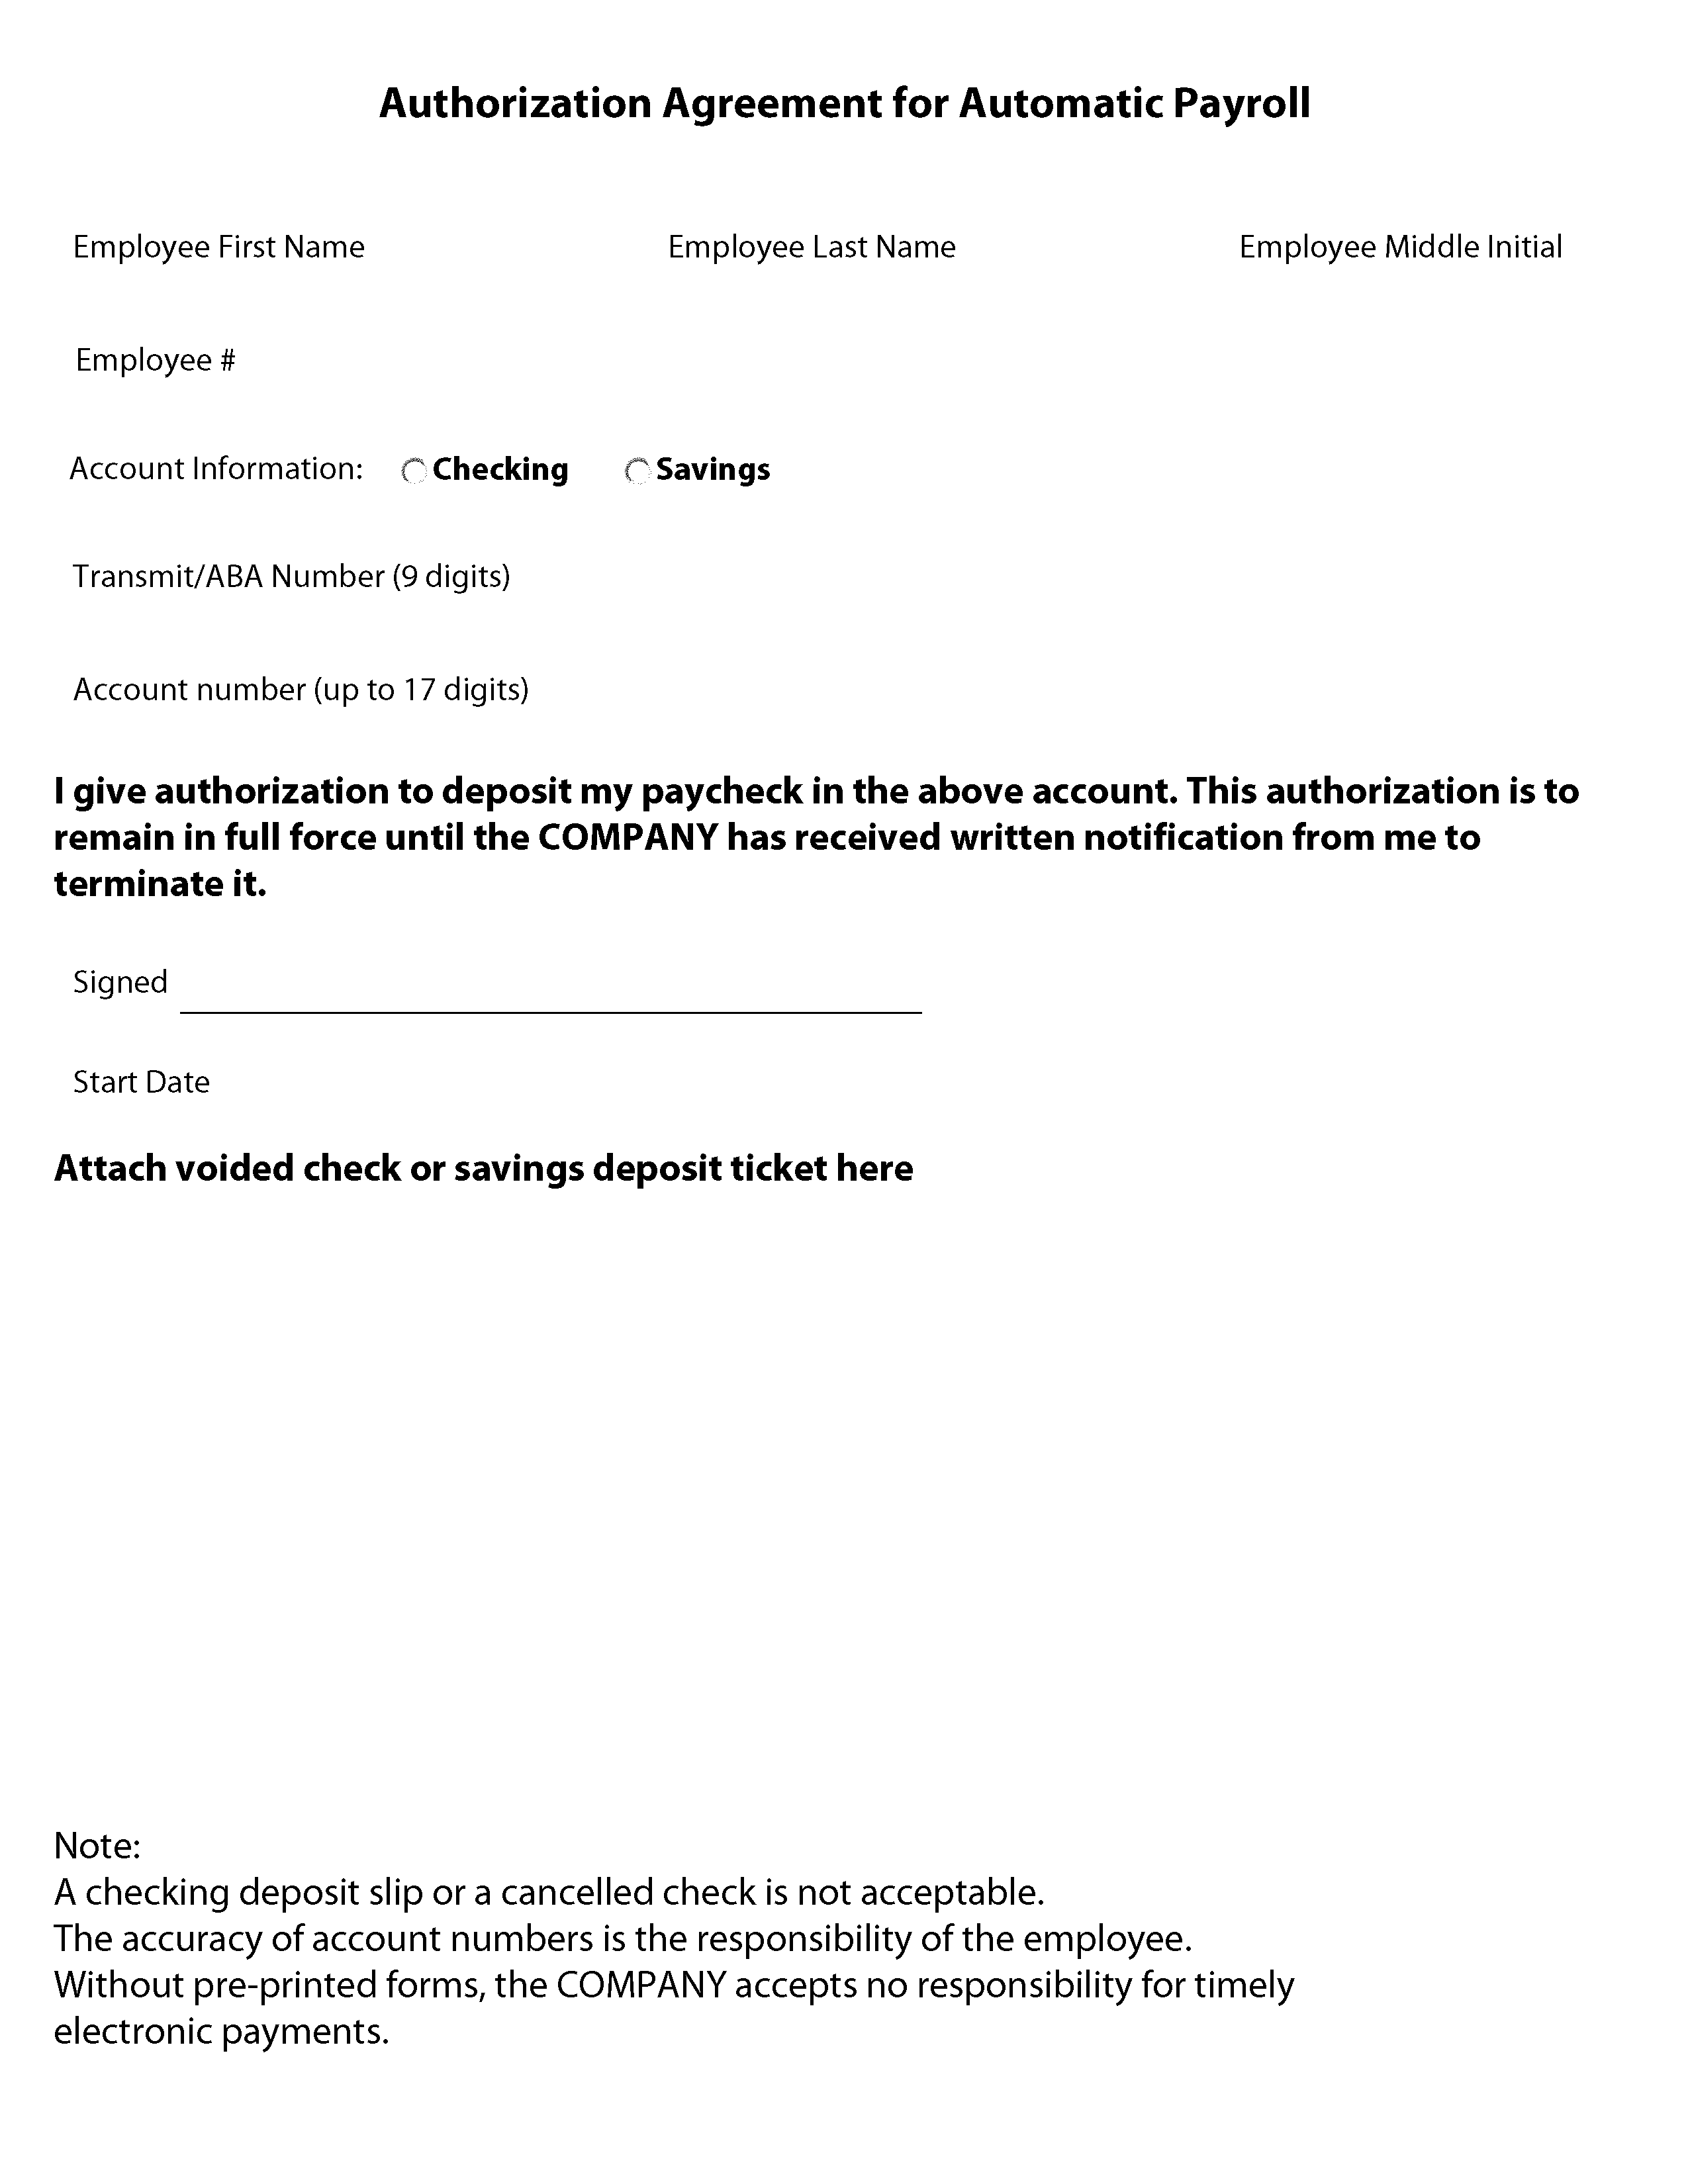 Authorization Agreement for Automatic Payroll
Employee First Name Employee Last Name Employee Middle Initial
Employee #
Account Information: Checking Savings
Transmit/ABA Number (9 digits)
Account number (up to 17 digits)
I give authorization to deposit my paycheck in the above account. This authorization is to
remain in full force until the COMPANY has received written notification from me to
terminate it.
Signed
Start Date
Attach voided check or savings deposit ticket here
Note:
A checking deposit slip or a cancelled check is not acceptable.
The accuracy of account numbers is the responsibility of the employee.
Without pre-printed forms, the COMPANY accepts no responsibility for timely
electronic payments.